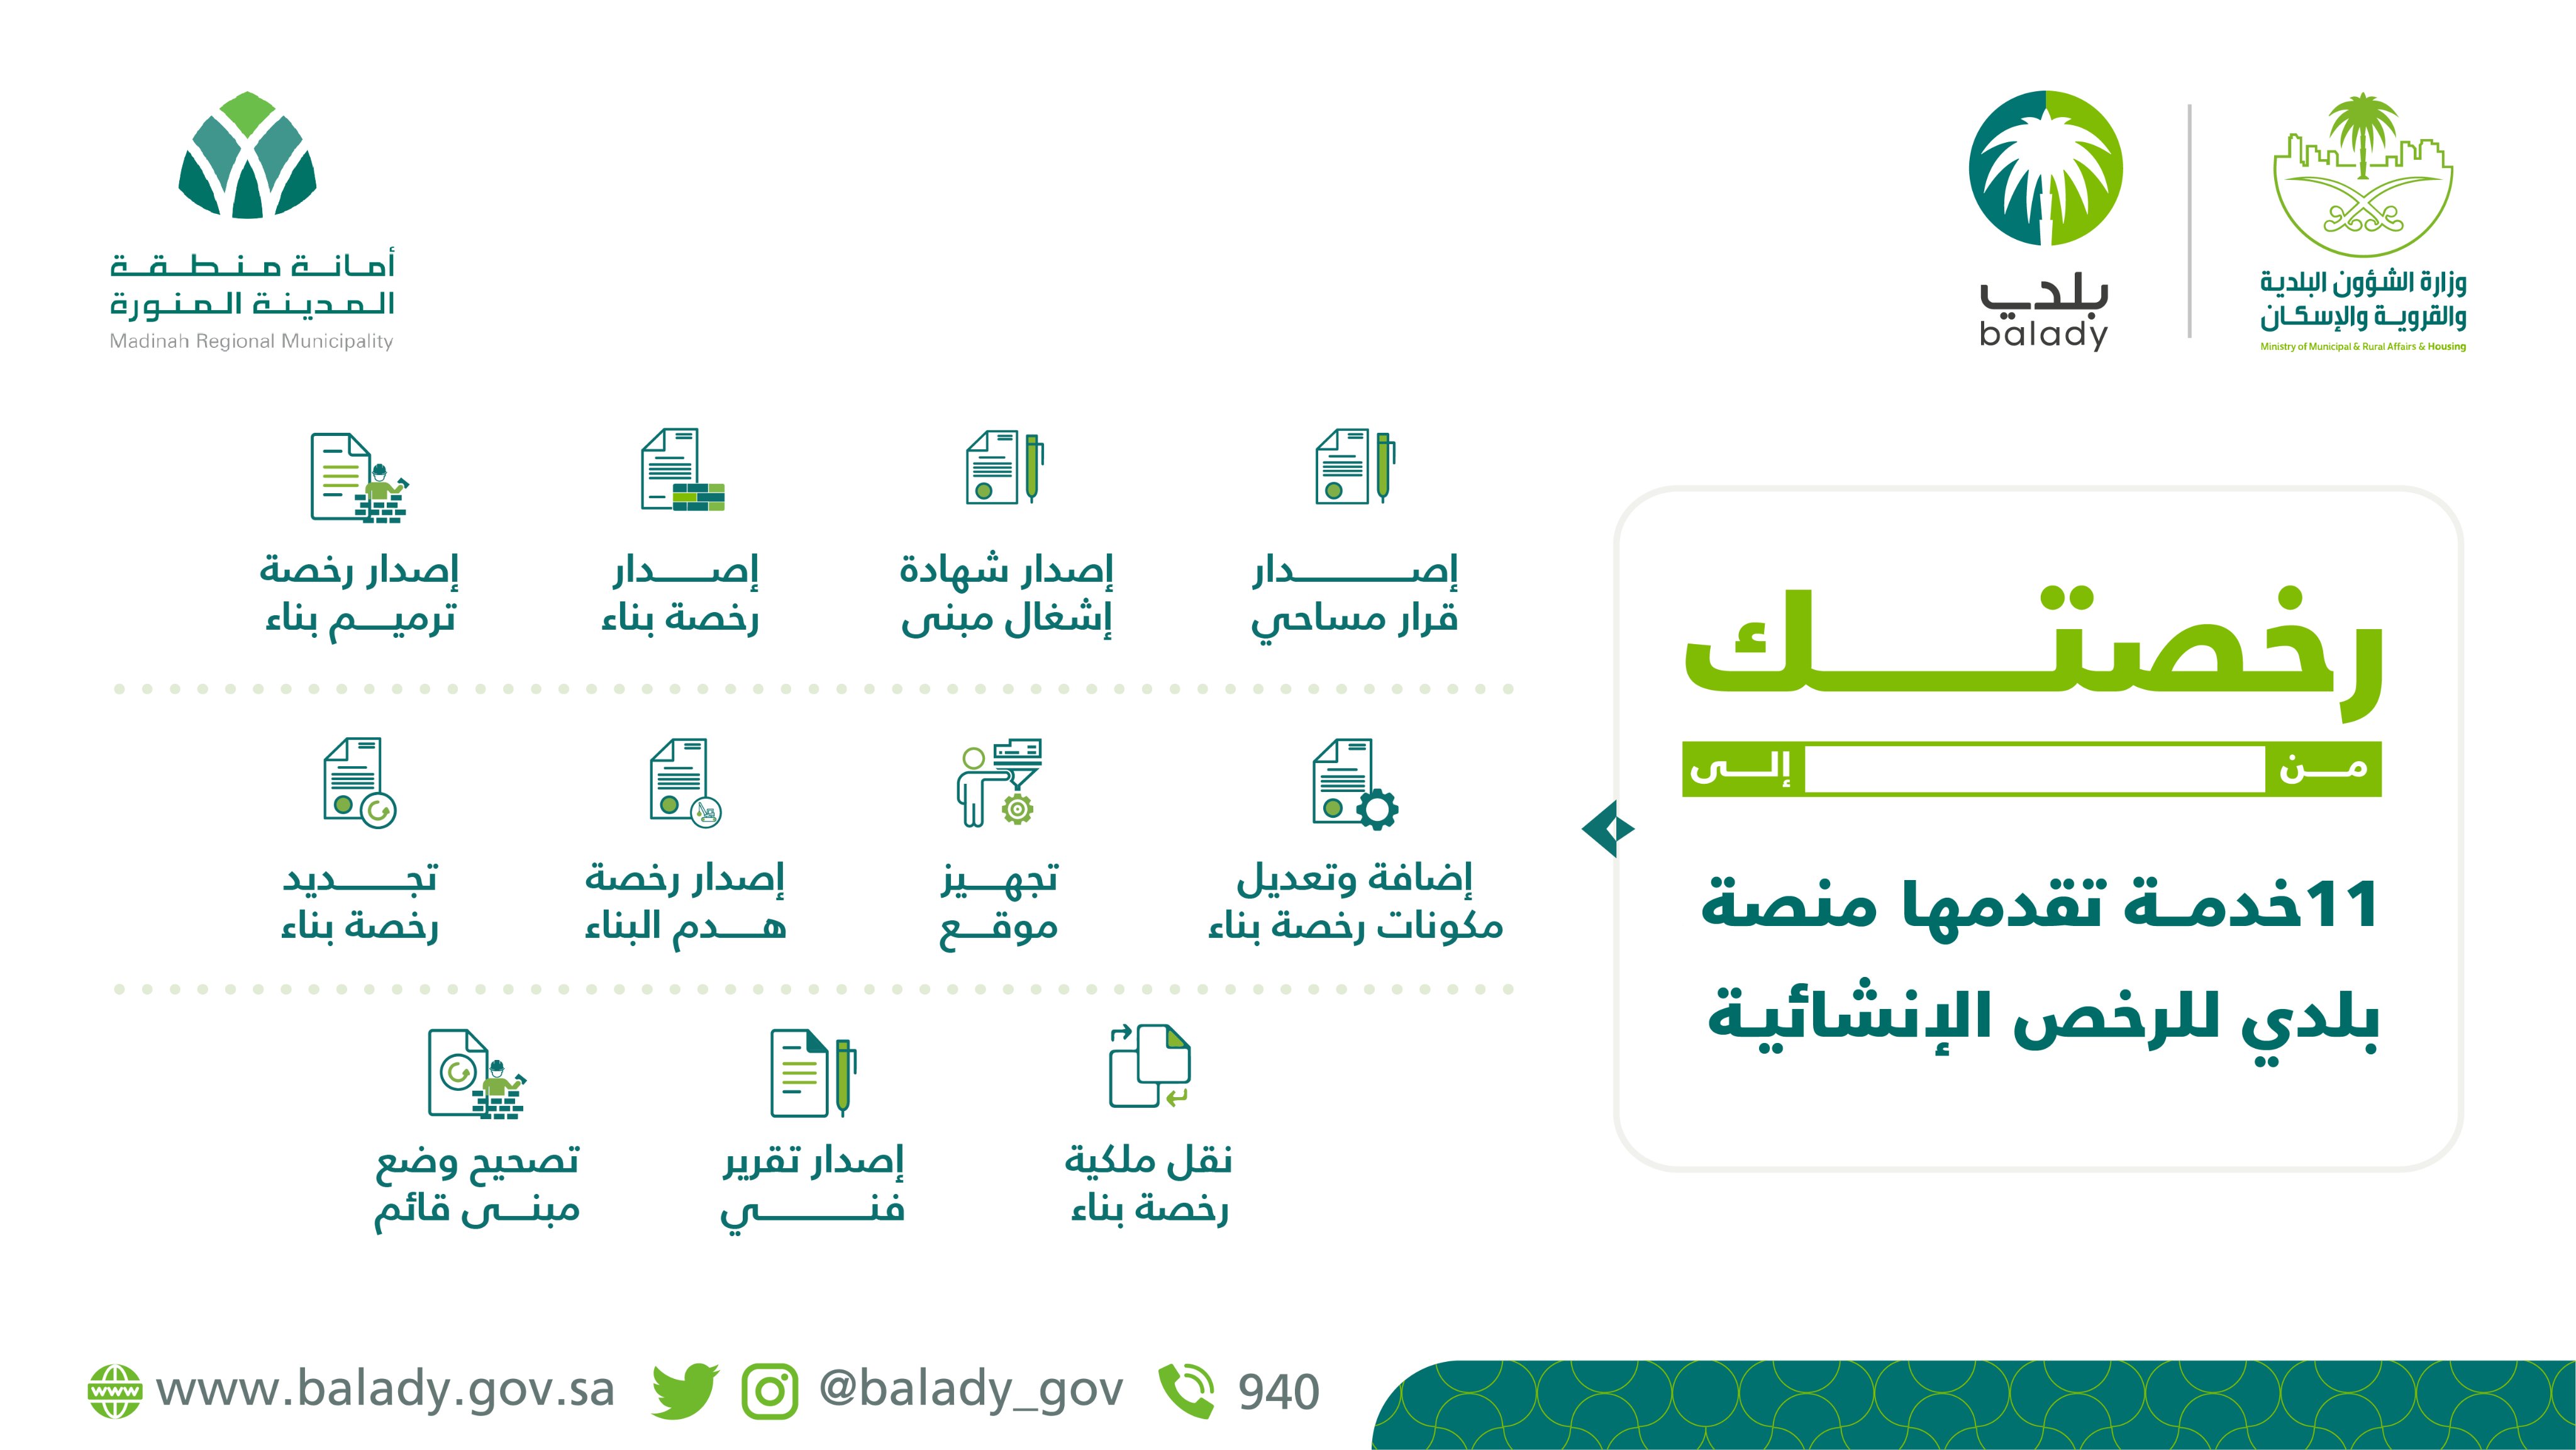 وزارة الشؤون البلدية
والقروية والإسكان
Ministry of Municipal & Rural Affairs & Housing
بلدي
balady
أمانة منطقة
المدينة المنورة
Madinah Regional Municipality
رخصتك
من إلى
11خدمة تقدمها منصة
بلدي للرخص الإنشائية
إصدار
قرار مساحي
إصدار شهادة
إشغال مبنى
إصدار
رخصة بناء
إصدار رخصة
ترميم بناء
إضافة وتعديل
مكونات رخصة بناء
تجهيز
موقع
إصدار رخصة
هدم البناء
تجديد
رخصة بناء
نقل ملكية
رخصة بناء
إصدار تقرير
فني
تصحيح وضع
مبنى قائم
www www.balady.gov.sa @balady_gov 940